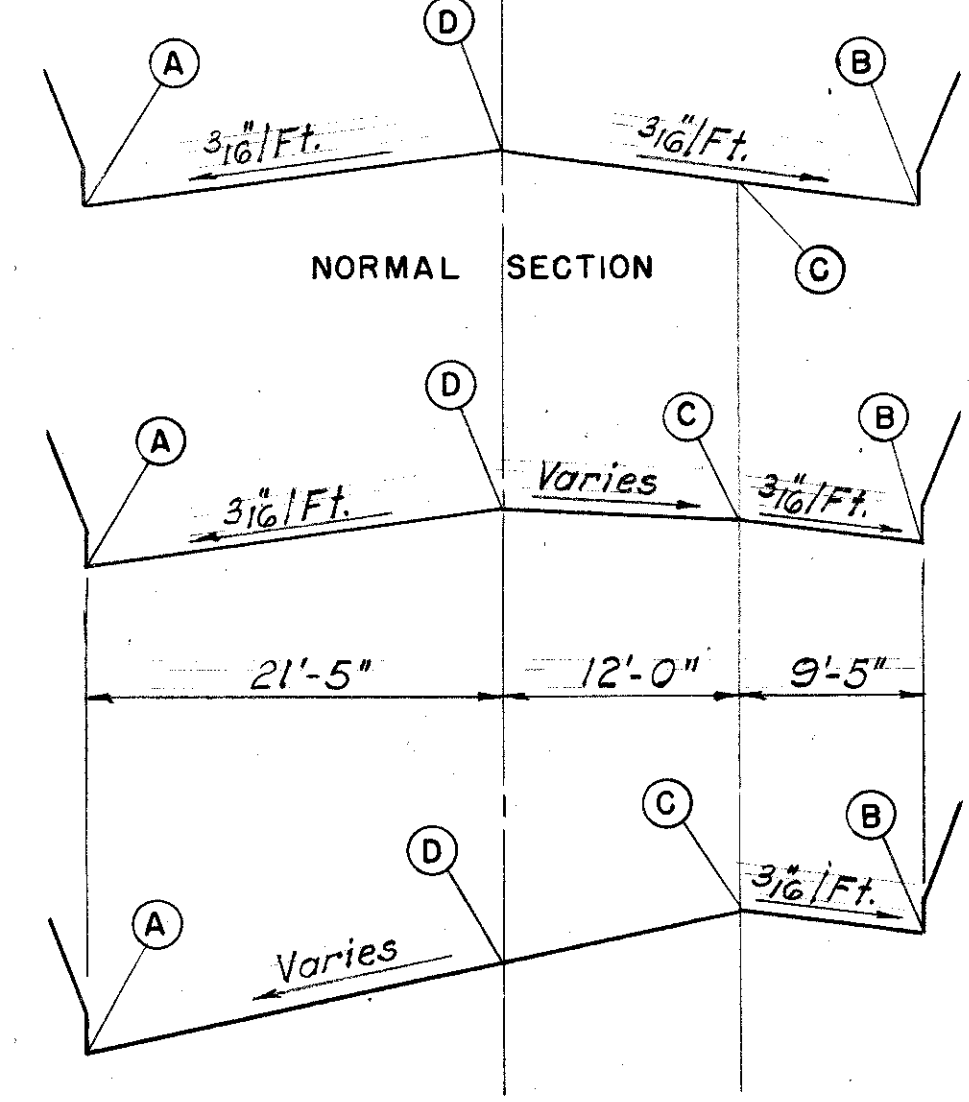 D
A
B
3/16"/Ft.
3/16"/Ft.
NORMAL SECTION
C
D
C
B
A
Varies
3/16"/Ft.
3/16"/Ft.
21'-5"
12'-0"
9'-5"
C
B
D
3/16"/Ft.
A
Varies